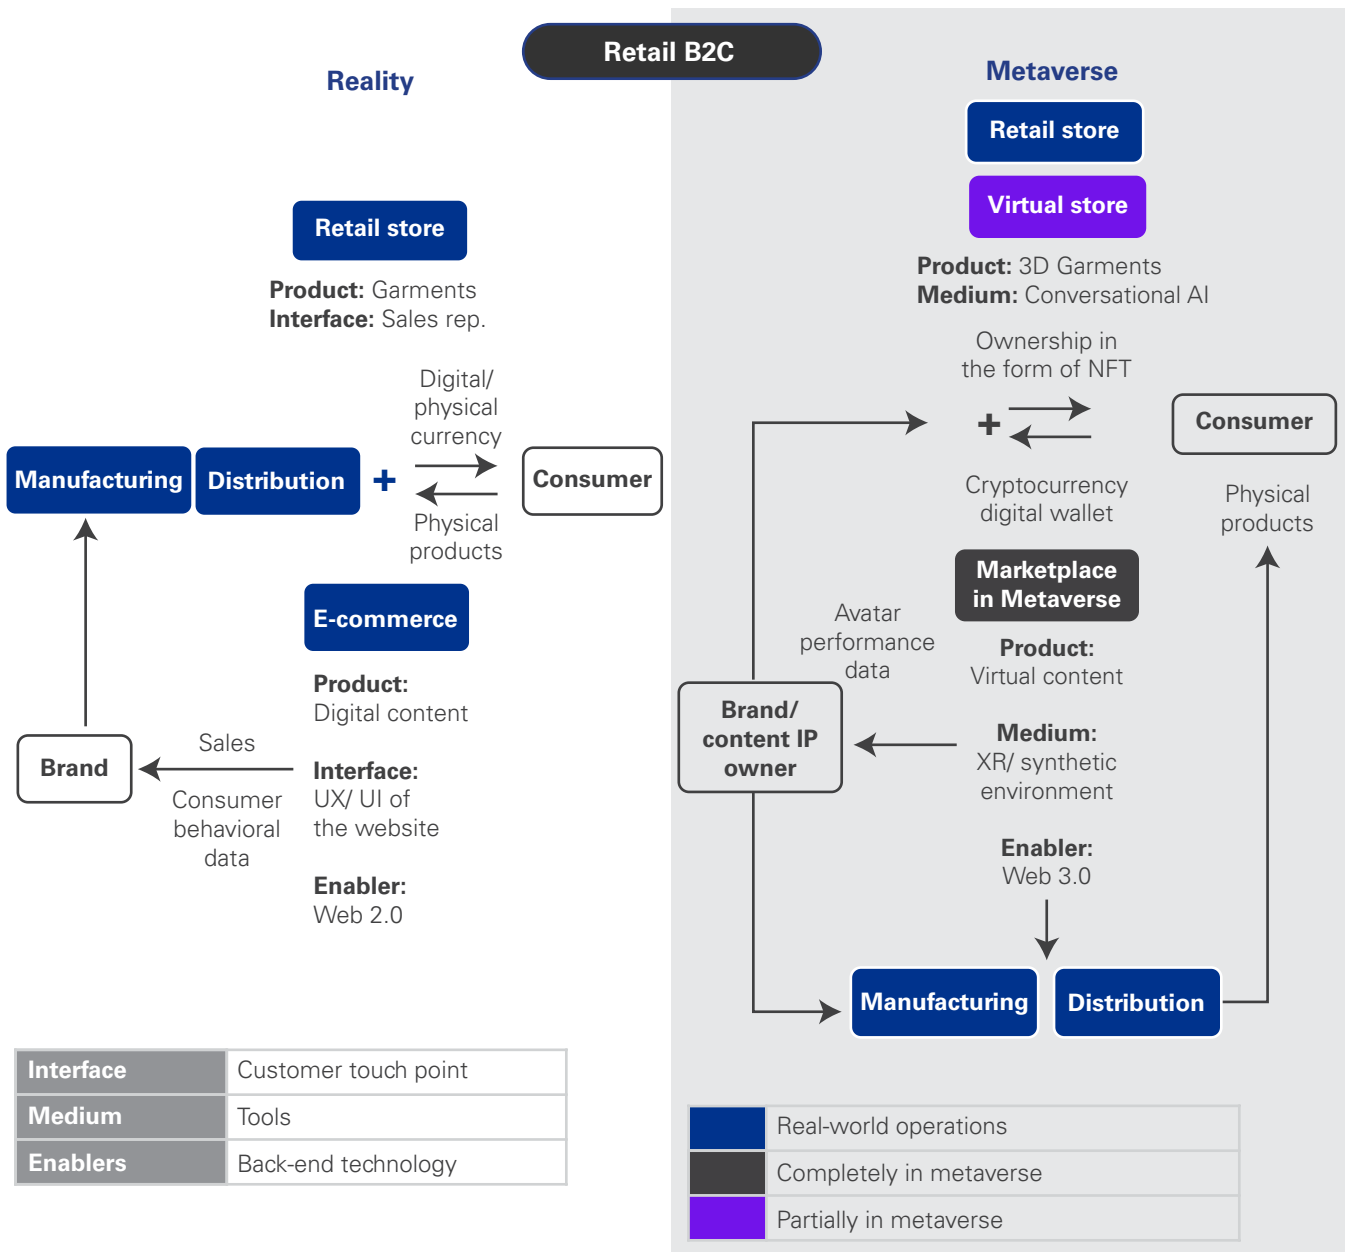 Retail B2C
Reality
Retail store
Product: Garments
Interface: Sales rep.
Digital/
physical
currency
Manufacturing
Distribution
+
Consumer
Physical
products
E-commerce
Product:
Digital content
Sales
Brand
Interface:
UX/ UI of
the website
Consumer
behavioral
data
Enabler:
Web 2.0
Interface Customer touch point
Medium Tools
Enablers Back-end technology
Metaverse
Retail store
Virtual store
Product: 3D Garments
Medium: Conversational AI
Ownership in
the form of NFT
+
Consumer
Cryptocurrency
digital wallet
Physical
products
Marketplace
in Metaverse
Avatar
performance
data
Product:
Virtual content
Brand/
content IP
owner
Medium:
XR/ synthetic
environment
Enabler:
Web 3.0
Manufacturing
Distribution
Real-world operations
Completely in metaverse
Partially in metaverse